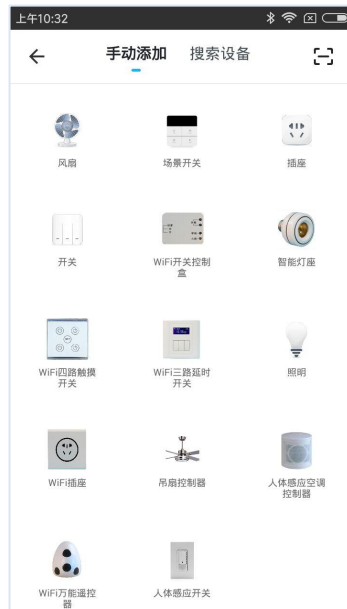 上午10:32
手动添加 搜索设备
风扇 场景开关 插座
开关 WiFi开关控制 智能灯座
盒
WiFi四路触摸 WiFi三路延时 照明
开关 开关
WiFi插座 吊扇控制器 人体感应空调
控制器
WiFi万能遥控 人体感应开关
器